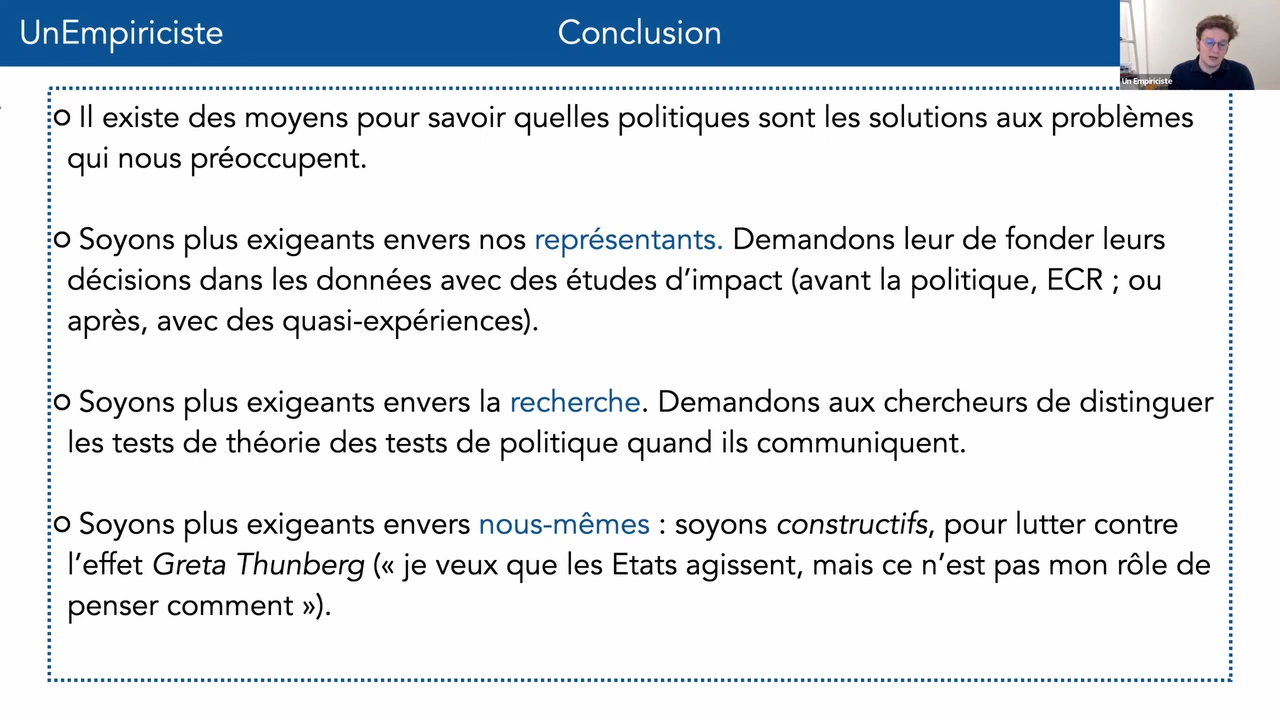 UnEmpiriciste
Conclusion
Un Empiriciste
Il existe des moyens pour savoir quelles politiques sont les solutions aux problèmes
qui nous préoccupent.
Soyons plus exigeants envers nos représentants. Demandons leur de fonder leurs
décisions dans les données avec des études d’impact (avant la politique, ECR ; ou
après, avec des quasi-expériences).
Soyons plus exigeants envers la recherche. Demandons aux chercheurs de distinguer
les tests de théorie des tests de politique quand ils communiquent.
Soyons plus exigeants envers nous-mêmes : soyons constructifs, pour lutter contre
l’effet Greta Thunberg (« je veux que les Etats agissent, mais ce n’est pas mon rôle de
penser comment »).